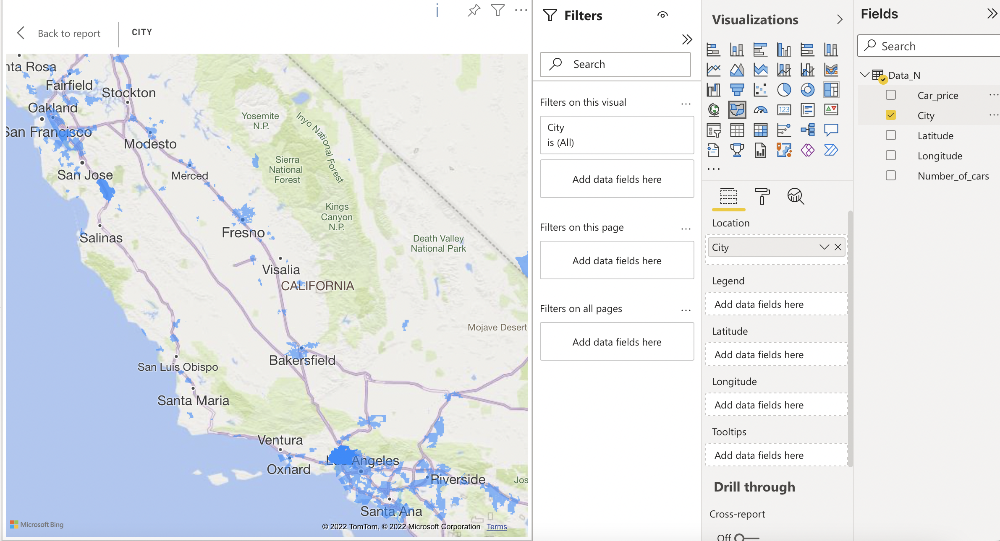 Back to report
CITY
nta Rosa
Fairfield
Stockton
Oakland
San Francisco
Modesto
San Jose
Merced
Salinas
Fresno
Visalia
CALIFORNIA
Yosemite
N.P.
Inyo National Forest
Sierra
National
Forest
Kings
Canyon
N.P.
Death Valley
National Park
Mojave Desert
Bakersfield
San Luis Obispo
Santa Maria
Ventura
Oxnard
Los Angeles
Riverside
Jos
Santa Ana
Microsoft Bing
© 2022 TomTom, © 2022 Microsoft Corporation Terms
Filters
Search
Filters on this visual
...
City
is (All)
Add data fields here
Filters on this page
...
Add data fields here
Filters on all pages
...
Add data fields here
Visualizations
123
...
Location
City
Legend
Add data fields here
Latitude
Add data fields here
Longitude
Add data fields here
Tooltips
Add data fields here
Drill through
Cross-report
Off
Fields
Search
Data_N
Car_price
City
Latitude
Longitude
Number_of_cars